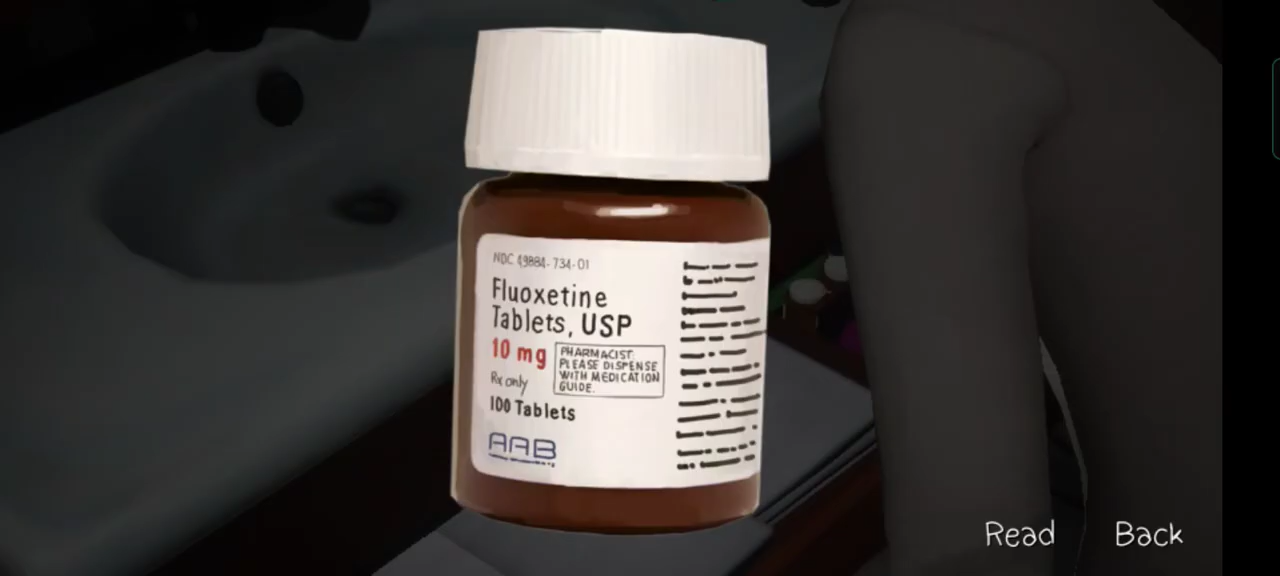 NDC 49884-734-01
Fluoxetine
Tablets, USP
10 mg
PHARMACIST:
PLEASE DISPENSE
WITH MEDICATION
GUIDE.
Rx only
100 Tablets
AAB
Read
Back